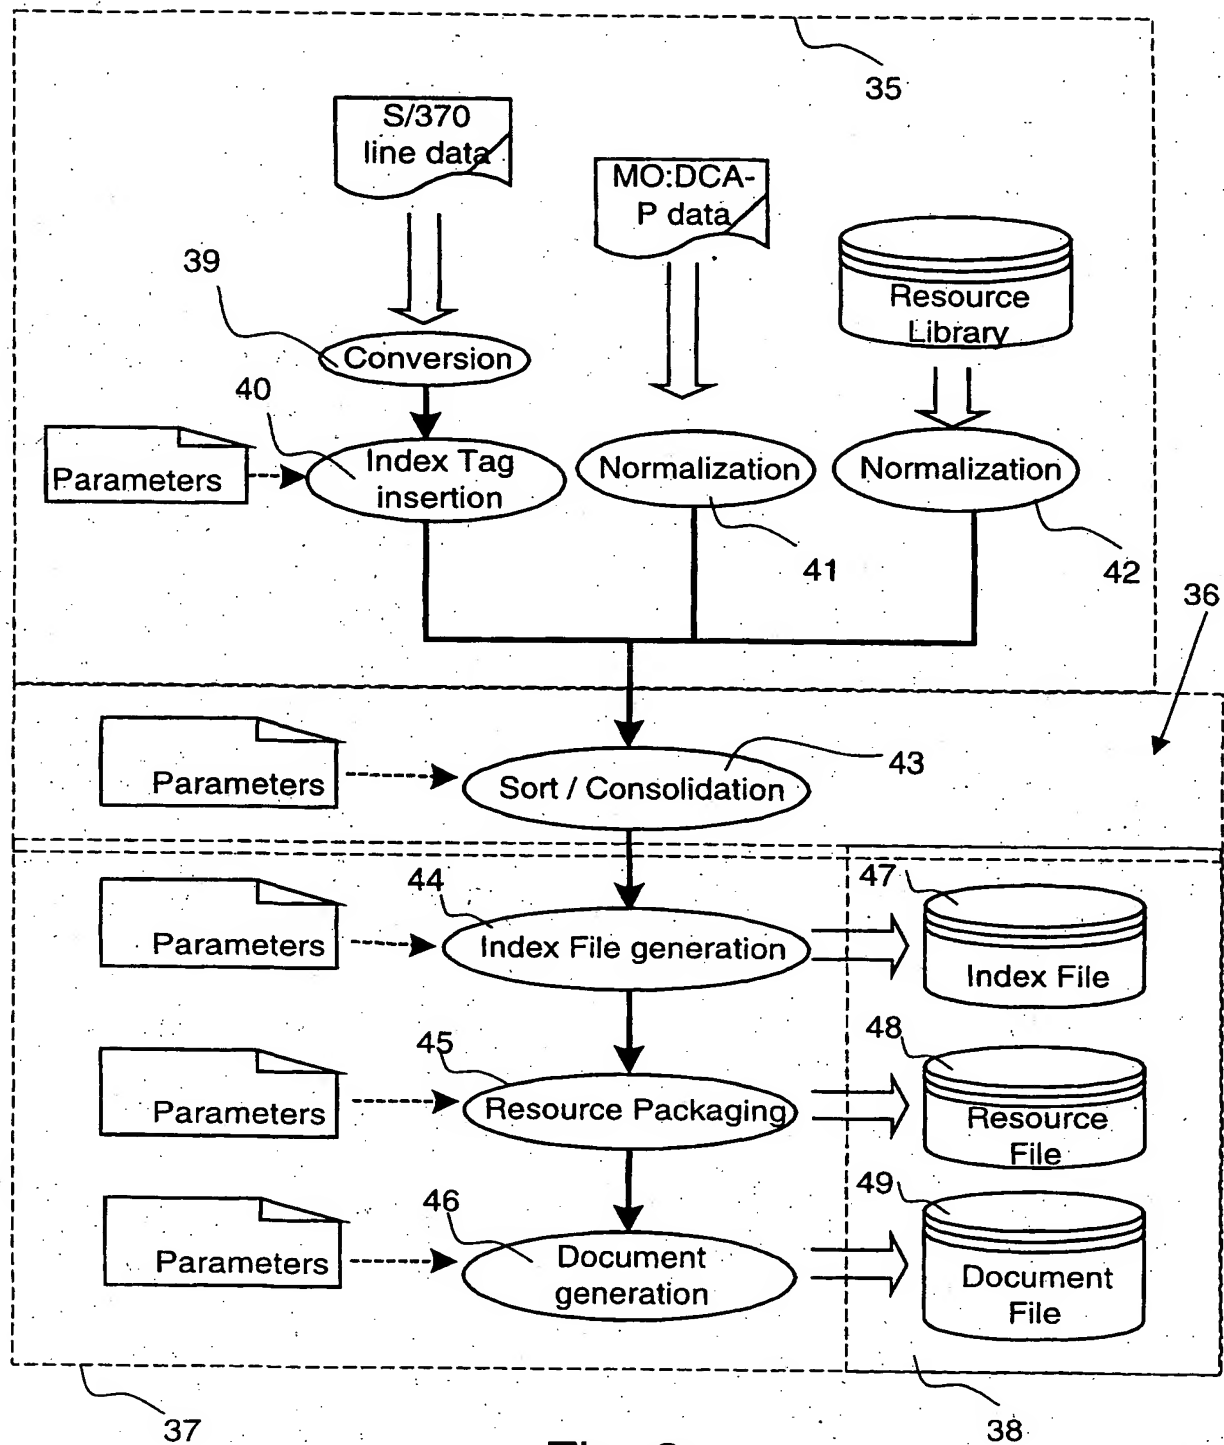 35
S/370
line data
MO:DCA-
P data
39
Resource
Library
Conversion
40
Parameters
Index Tag
insertion
Normalization
Normalization
41
42
36
Parameters
Sort / Consolidation
43
44
47
Parameters
Index File generation
Index File
45
48
Parameters
Resource Packaging
Resource
File
46
49
Parameters
Document
generation
Document
File
37
38